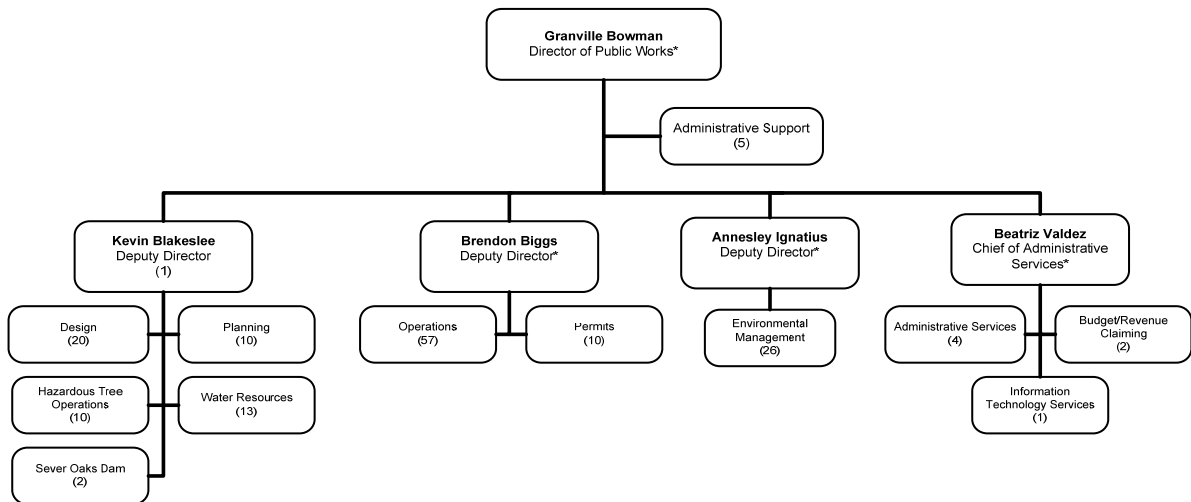 Granville Bowman
Director of Public Works*
Administrative Support
(5)
Kevin Blakeslee
Deputy Director
(1)
Brendon Biggs
Deputy Director*
Annesley Ignatius
Deputy Director*
Beatriz Valdez
Chief of Administrative
Services*
Design
(20)
Planning
(10)
Operations
(57)
Permits
(10)
Environmental
Management
(26)
Administrative Services
(4)
Budget/Revenue
Claiming
(2)
Hazardous Tree
Operations
(10)
Water Resources
(13)
Information
Technology Services
(1)
Sever Oaks Dam
(2)